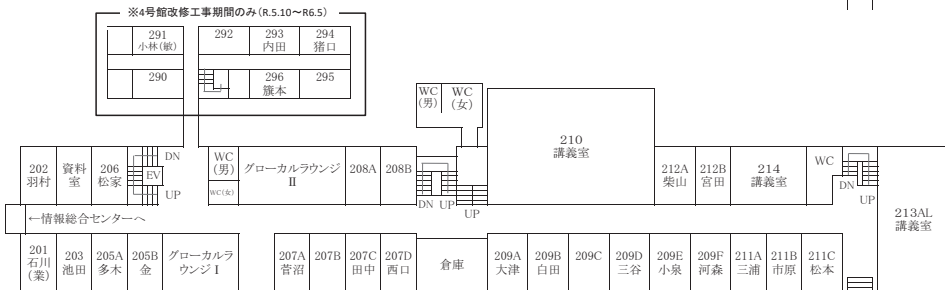 ※4号館改修工事期間のみ(R.5.10～R6.5)
291
小林(敏)
292
293
内田
294
猪口
290
296
籏本
295
WC
(男)
WC
(女)
210
講義室
202
羽村
資料
室
206
松家
DN
EV
UP
WC
(男)
WC(女)
グローカルラウンジ
Ⅱ
208A
208B
DN
UP
UP
212A
柴山
212B
宮田
214
講義室
WC
DN
UP
213AL
講義室
←情報総合センターへ
201
石川
(業)
203
池田
205A
多木
205B
金
グローカルラ
ウンジⅠ
207A
菅沼
207B
207C
田中
207D
西口
倉庫
209A
大津
209B
白田
209C
209D
三谷
209E
小泉
209F
河森
211A
三浦
211B
市原
211C
松本